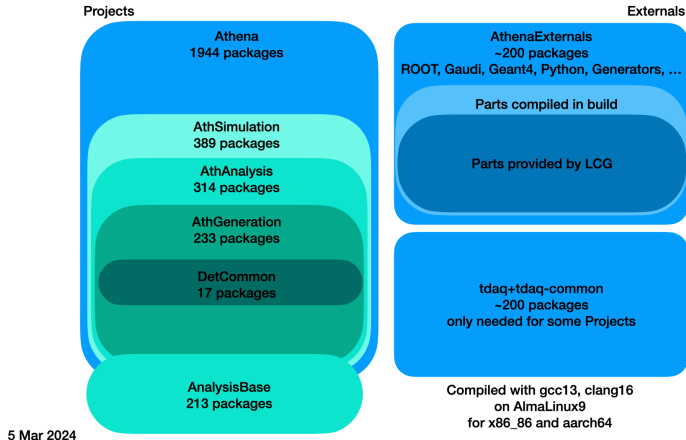 Projects
Athena
1944 packages
AthSimulation
389 packages
AthAnalysis
314 packages
AthGeneration
233 packages
DetCommon
17 packages
AnalysisBase
213 packages
5 Mar 2024
Externals
AthenaExternals
~200 packages
ROOT, Gaudi, Geant4, Python, Generators, …
Parts compiled in build
Parts provided by LCG
tdaq+tdaq-common
~200 packages
only needed for some Projects
Compiled with gcc13, clang16
on AlmaLinux9
for x86_86 and aarch64